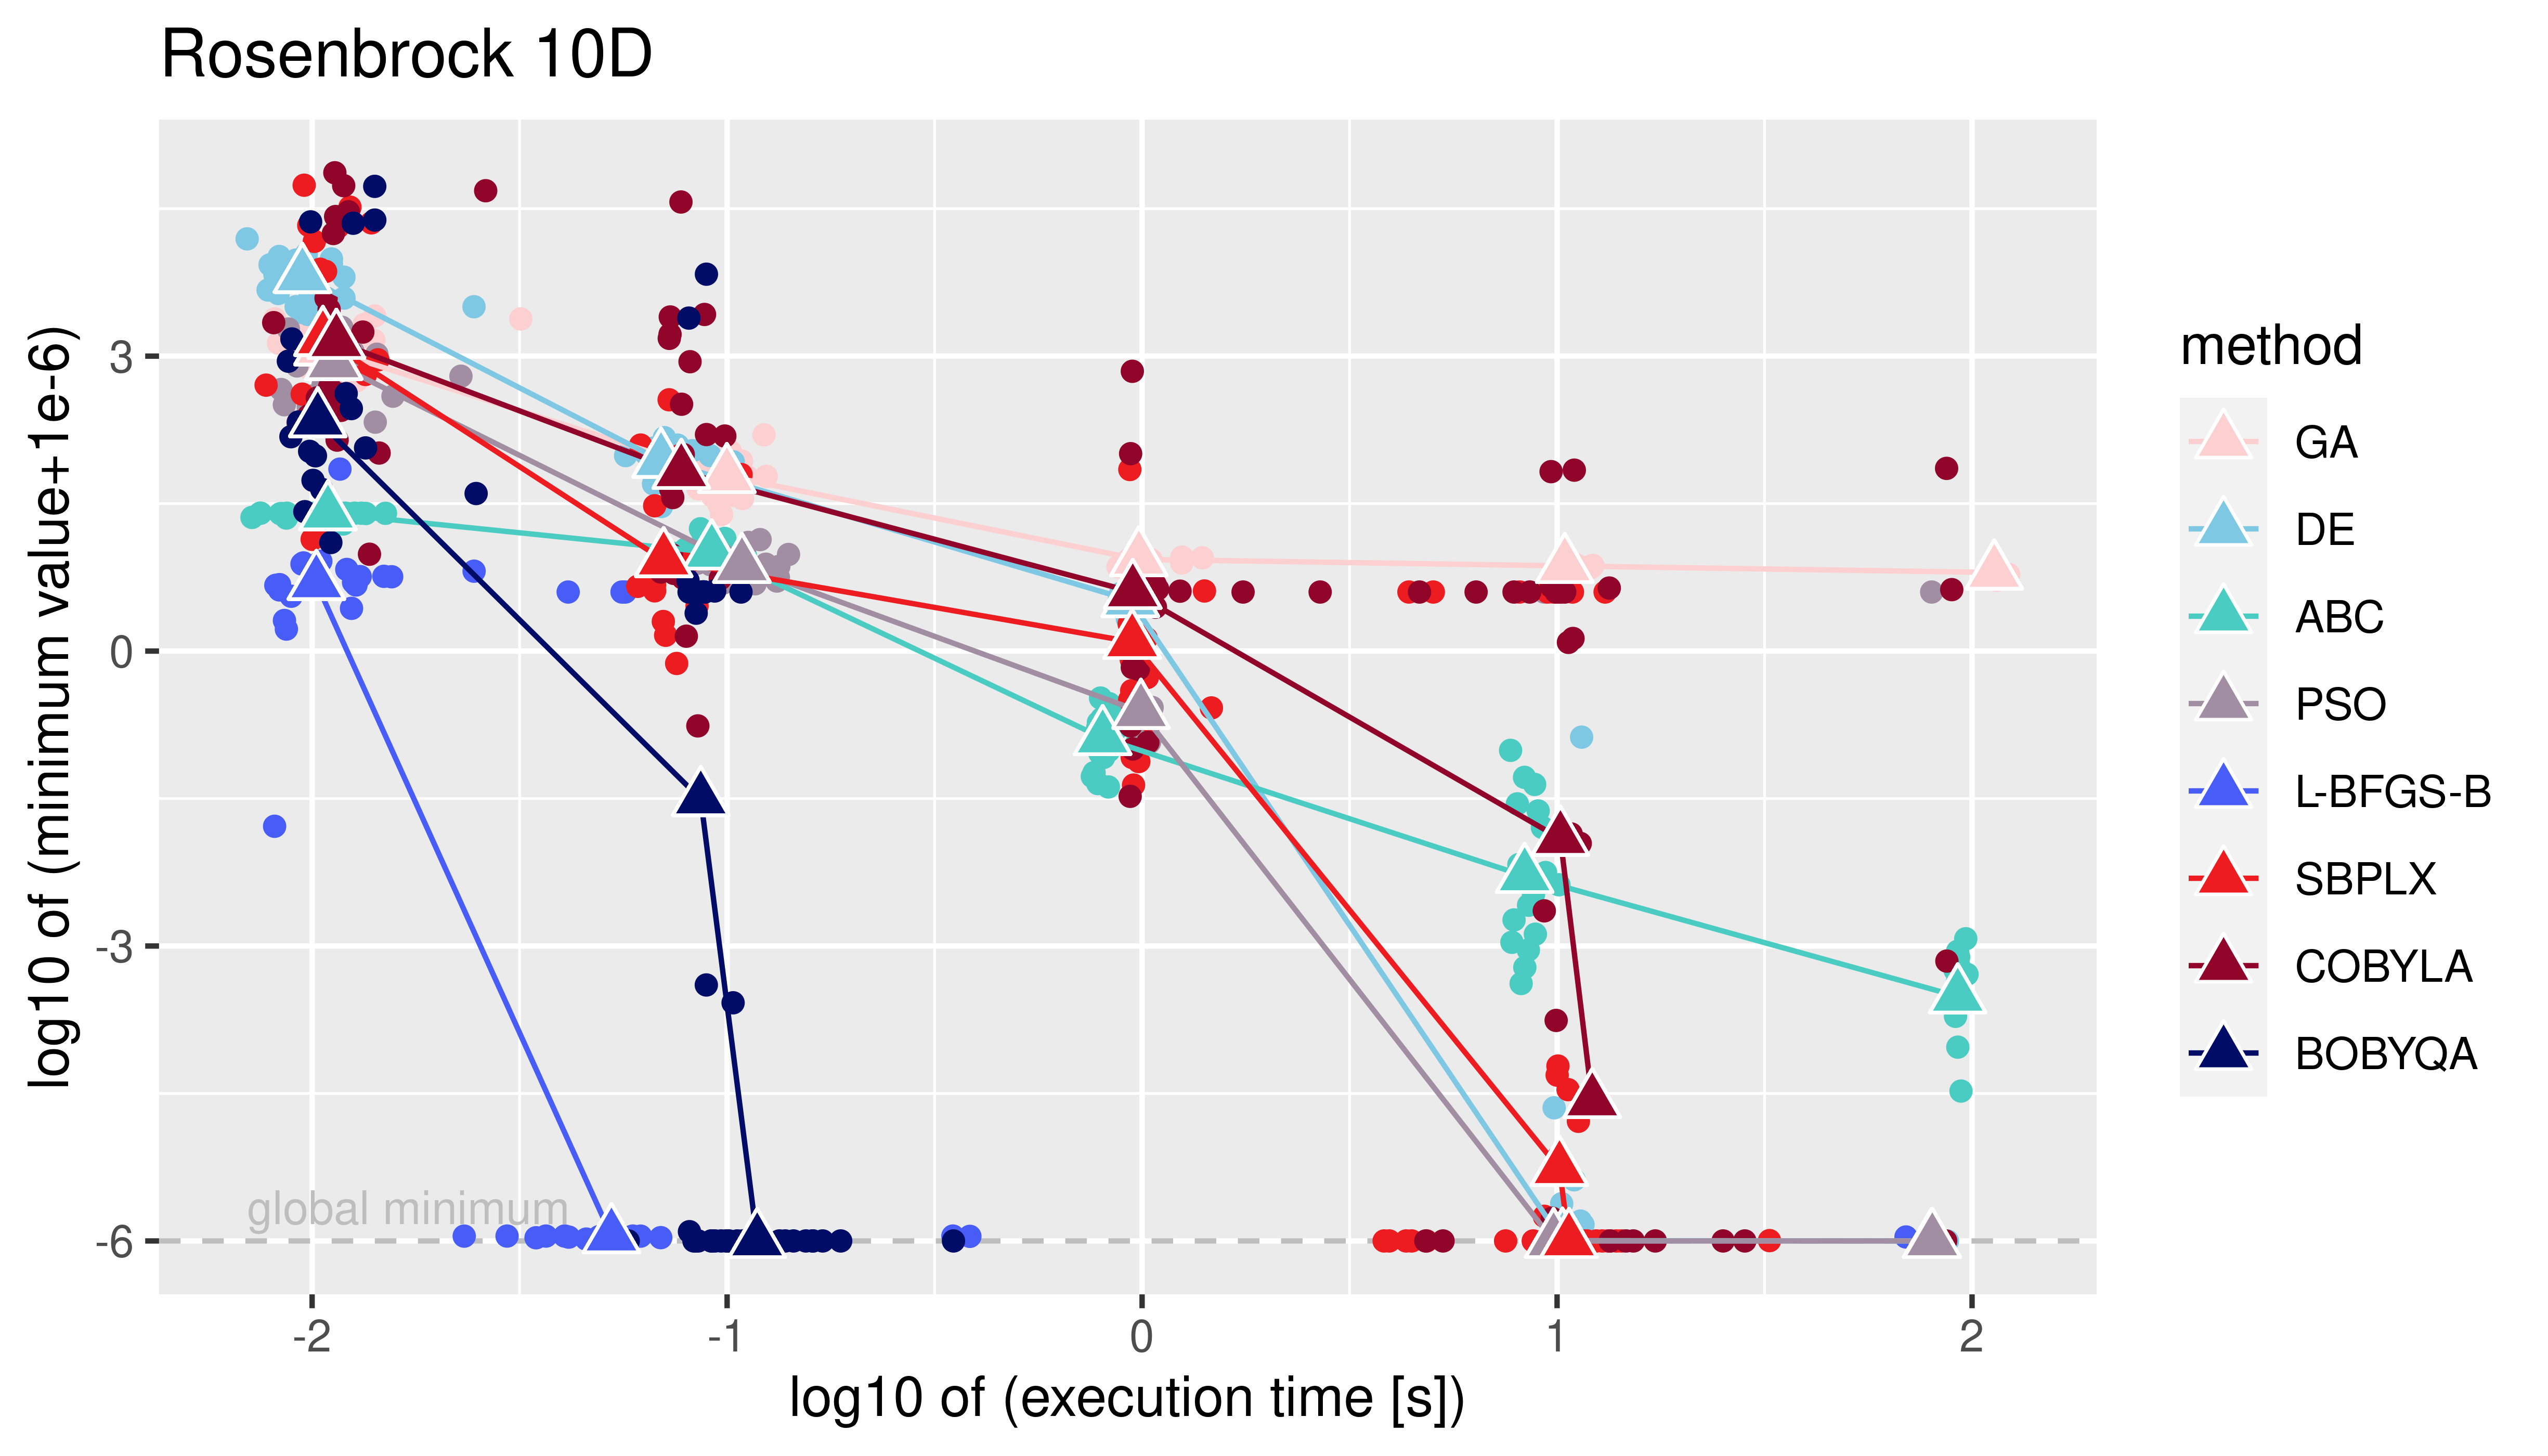 Rosenbrock 10D
log10 of (minimum value+1e-6)
3
0
-3
-6
global minimum
-2
-1
0
1
2
log10 of (execution time [s])
method
GA
DE
ABC
PSO
L-BFGS-B
SBPLX
COBYLA
BOBYQA